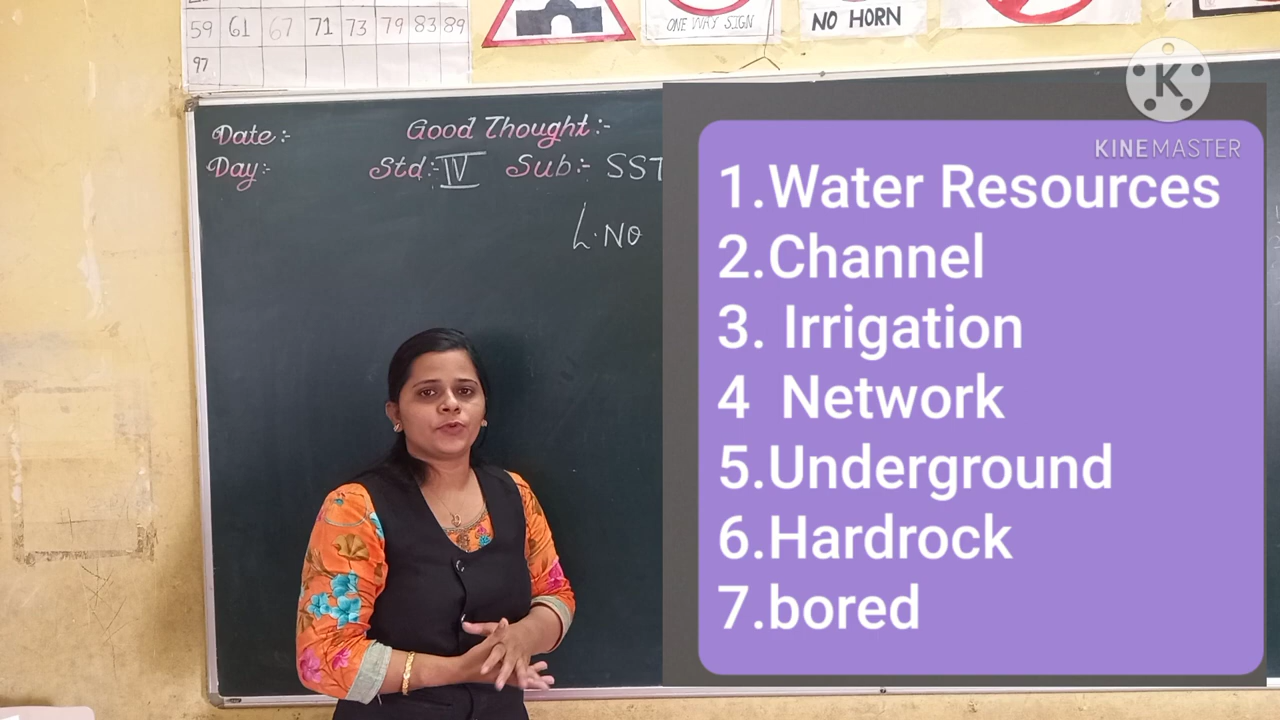 59 61 67 71 73 79 83 89
97
ONE WAY SIGN
NO HORN
Date:-
Good Thought:-
Day:-
Std:- IV Sub:- SST
L.No
K
KINEMASTER
1.Water Resources
2.Channel
3. Irrigation
4 Network
5.Underground
6.Hardrock
7.bored